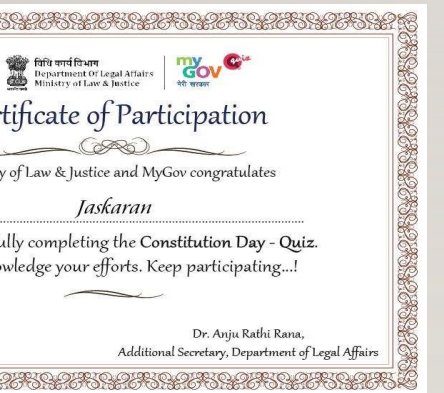 विधि कार्य विभाग
Department Of Legal Affairs
Ministry of Law & Justice
my
GOV
मेरी सरकार
Quiz
tificate of Participation
y of Law & Justice and MyGov congratulates
Jaskaran
ully completing the Constitution Day - Quiz.
owledge your efforts. Keep participating...!
Dr. Anju Rathi Rana,
Additional Secretary, Department of Legal Affairs